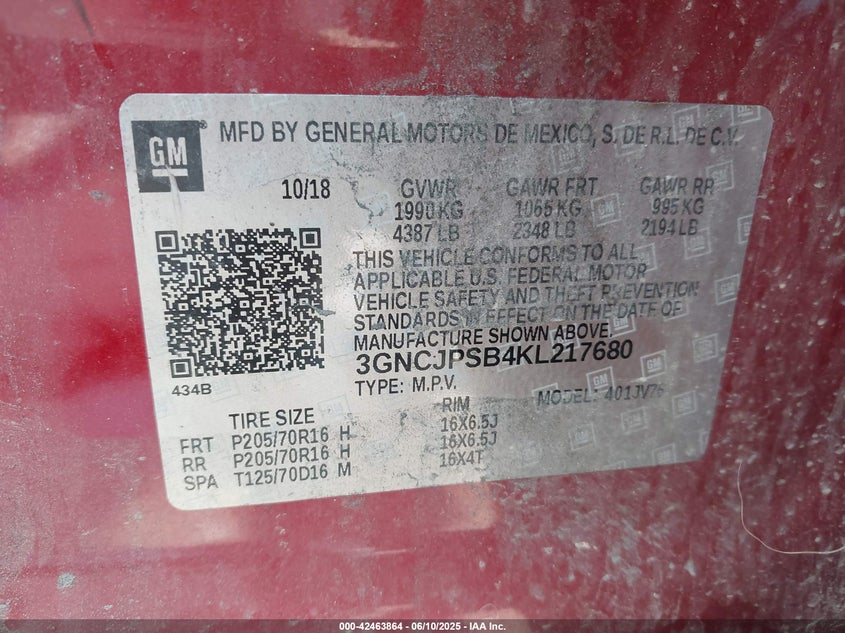 GM
MFD BY GENERAL MOTORS DE MEXICO, S. DE R.L. DE C.V.
10/18 GVWR GAWR FRT. GAWR RR
1990 KG 1065 KG 995 KG
4387 LB 2348 LB 2194 LB
THIS VEHICLE CONFORMS TO ALL
APPLICABLE U.S. FEDERAL MOTOR
VEHICLE SAFETY AND THEFT PREVENTION
STANDARDS IN EFFECT ON THE DATE OF
MANUFACTURE SHOWN ABOVE.
3GNCJPSB4KL217680
434B
TYPE: M.P.V. MODEL: 401JV76
TIRE SIZE RIM
FRT P205/70R16 H 16X6.5J
RR P205/70R16 H 16X6.5J
SPA T125/70D16 M 16X4T
000-42463864 / 06/10/2025 / IAA Inc.